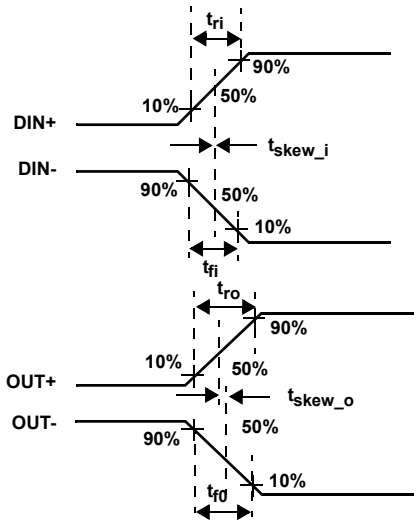 tri
90%
10%
50%
DIN+
tskew_i
DIN-
90%
50%
10%
tfi
tro
90%
10%
50%
OUT+
tskew_o
OUT-
50%
90%
10%
tf0